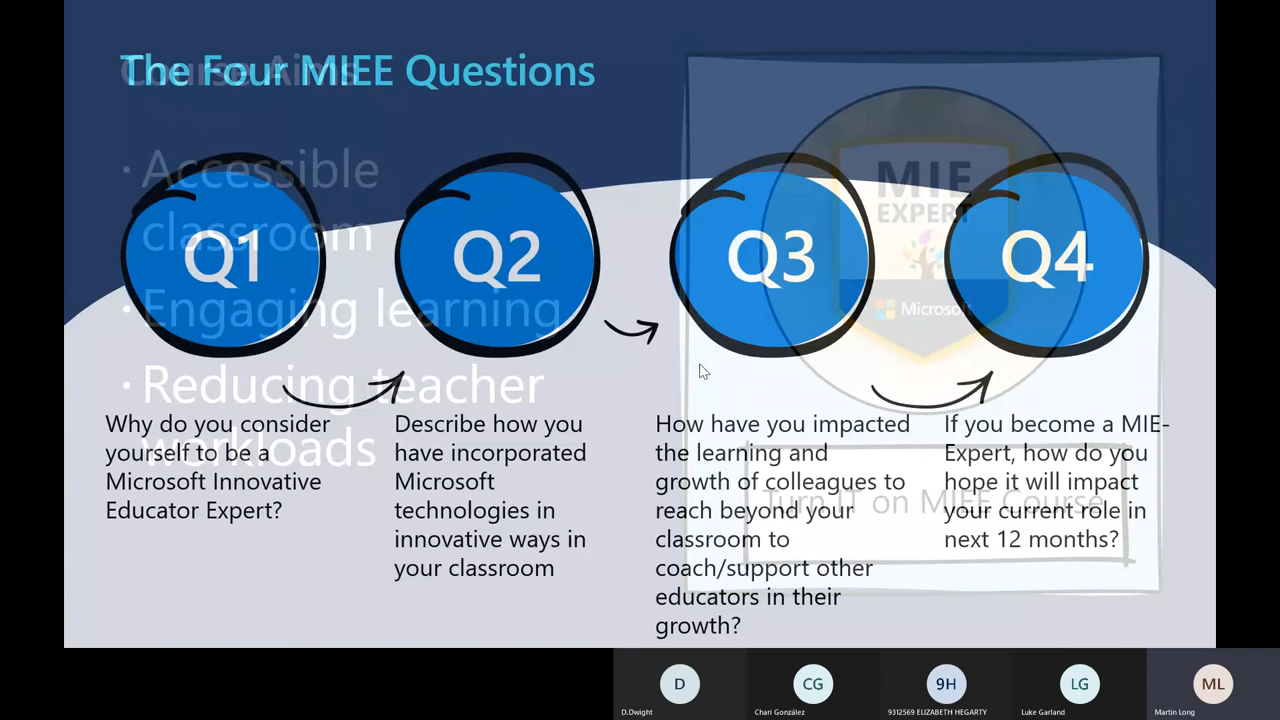 The Four MIEE Questions
Course Aims
· Accessible
classroom
· Engaging learning
· Reducing teacher
workloads
MIE
EXPERT
Microsoft
Turn IT on MIEE Course
Q1
Q2
Q3
Q4
Why do you consider
yourself to be a
Microsoft Innovative
Educator Expert?
Describe how you
have incorporated
Microsoft
technologies in
innovative ways in
your classroom
How have you impacted
the learning and
growth of colleagues to
reach beyond your
classroom to
coach/support other
educators in their
growth?
If you become a MIE-
Expert, how do you
hope it will impact
your current role in
next 12 months?
D
CG
9H
LG
ML
D.Dwight
Chari González
9312569 ELIZABETH HEGARTY
Luke Garland
Martin Long